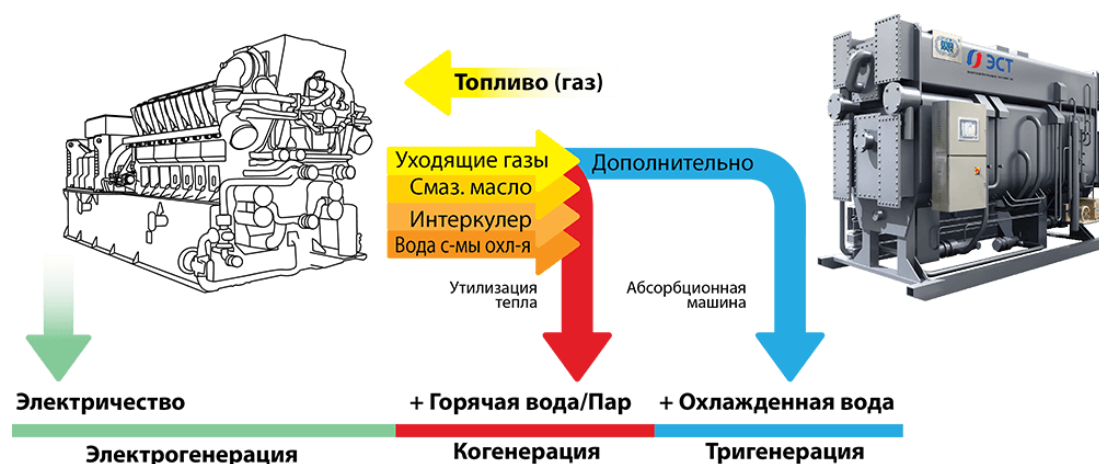 Топливо (газ)
ЭСТ
Уходящие газы
Дополнительно
Смаз. масло
Интеркулер
Вода с-мы охл-я
Утилизация
тепла
Абсорбционная
машина
Электричество
+ Горячая вода/Пар
+ Охлажденная вода
Электрогенерация
Когенерация
Тригенерация